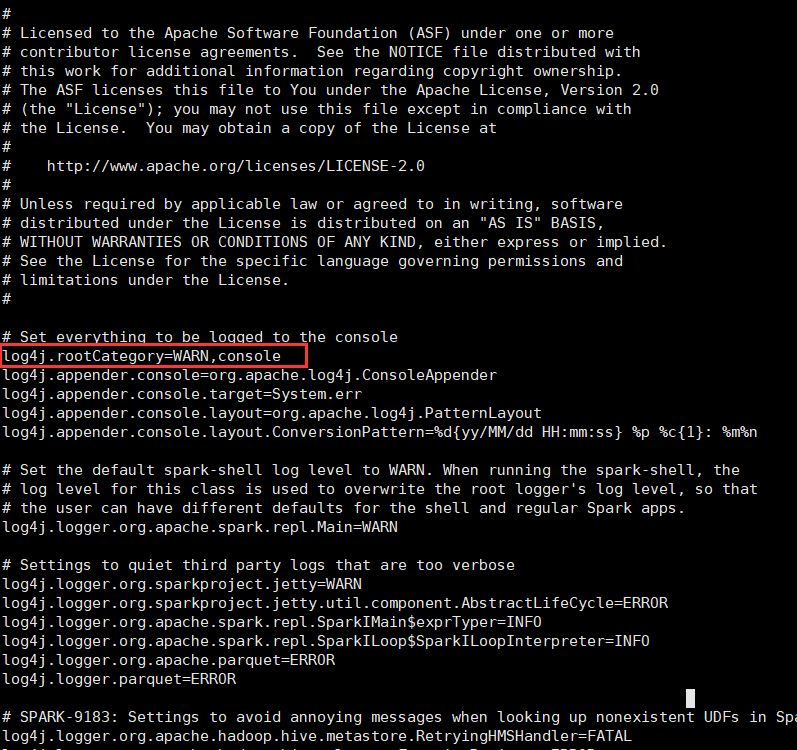 #
# Licensed to the Apache Software Foundation (ASF) under one or more
# contributor license agreements.  See the NOTICE file distributed with
# this work for additional information regarding copyright ownership.
# The ASF licenses this file to You under the Apache License, Version 2.0
# (the "License"); you may not use this file except in compliance with
# the License.  You may obtain a copy of the License at
#
#    http://www.apache.org/licenses/LICENSE-2.0
#
# Unless required by applicable law or agreed to in writing, software
# distributed under the License is distributed on an "AS IS" BASIS,
# WITHOUT WARRANTIES OR CONDITIONS OF ANY KIND, either express or implied.
# See the License for the specific language governing permissions and
# limitations under the License.
#
# Set everything to be logged to the console
log4j.rootCategory=WARN,console
log4j.appender.console=org.apache.log4j.ConsoleAppender
log4j.appender.console.target=System.err
log4j.appender.console.layout=org.apache.log4j.PatternLayout
log4j.appender.console.layout.ConversionPattern=%d{yy/MM/dd HH:mm:ss} %p %c{1}: %m%n
# Set the default spark-shell log level to WARN. When running the spark-shell, the
# log level for this class is used to overwrite the root logger's log level, so that
# the user can have different defaults for the shell and regular Spark apps.
log4j.logger.org.apache.spark.repl.Main=WARN
# Settings to quiet third party logs that are too verbose
log4j.logger.org.sparkproject.jetty=WARN
log4j.logger.org.sparkproject.jetty.util.component.AbstractLifeCycle=ERROR
log4j.logger.org.apache.spark.repl.SparkIMain$exprTyper=INFO
log4j.logger.org.apache.spark.repl.SparkILoop$SparkILoopInterpreter=INFO
log4j.logger.org.apache.parquet=ERROR
log4j.logger.parquet=ERROR
# SPARK-9183: Settings to avoid annoying messages when looking up nonexistent UDFs in Spa
log4j.logger.org.apache.hadoop.hive.metastore.RetryingHMSHandler=FATAL